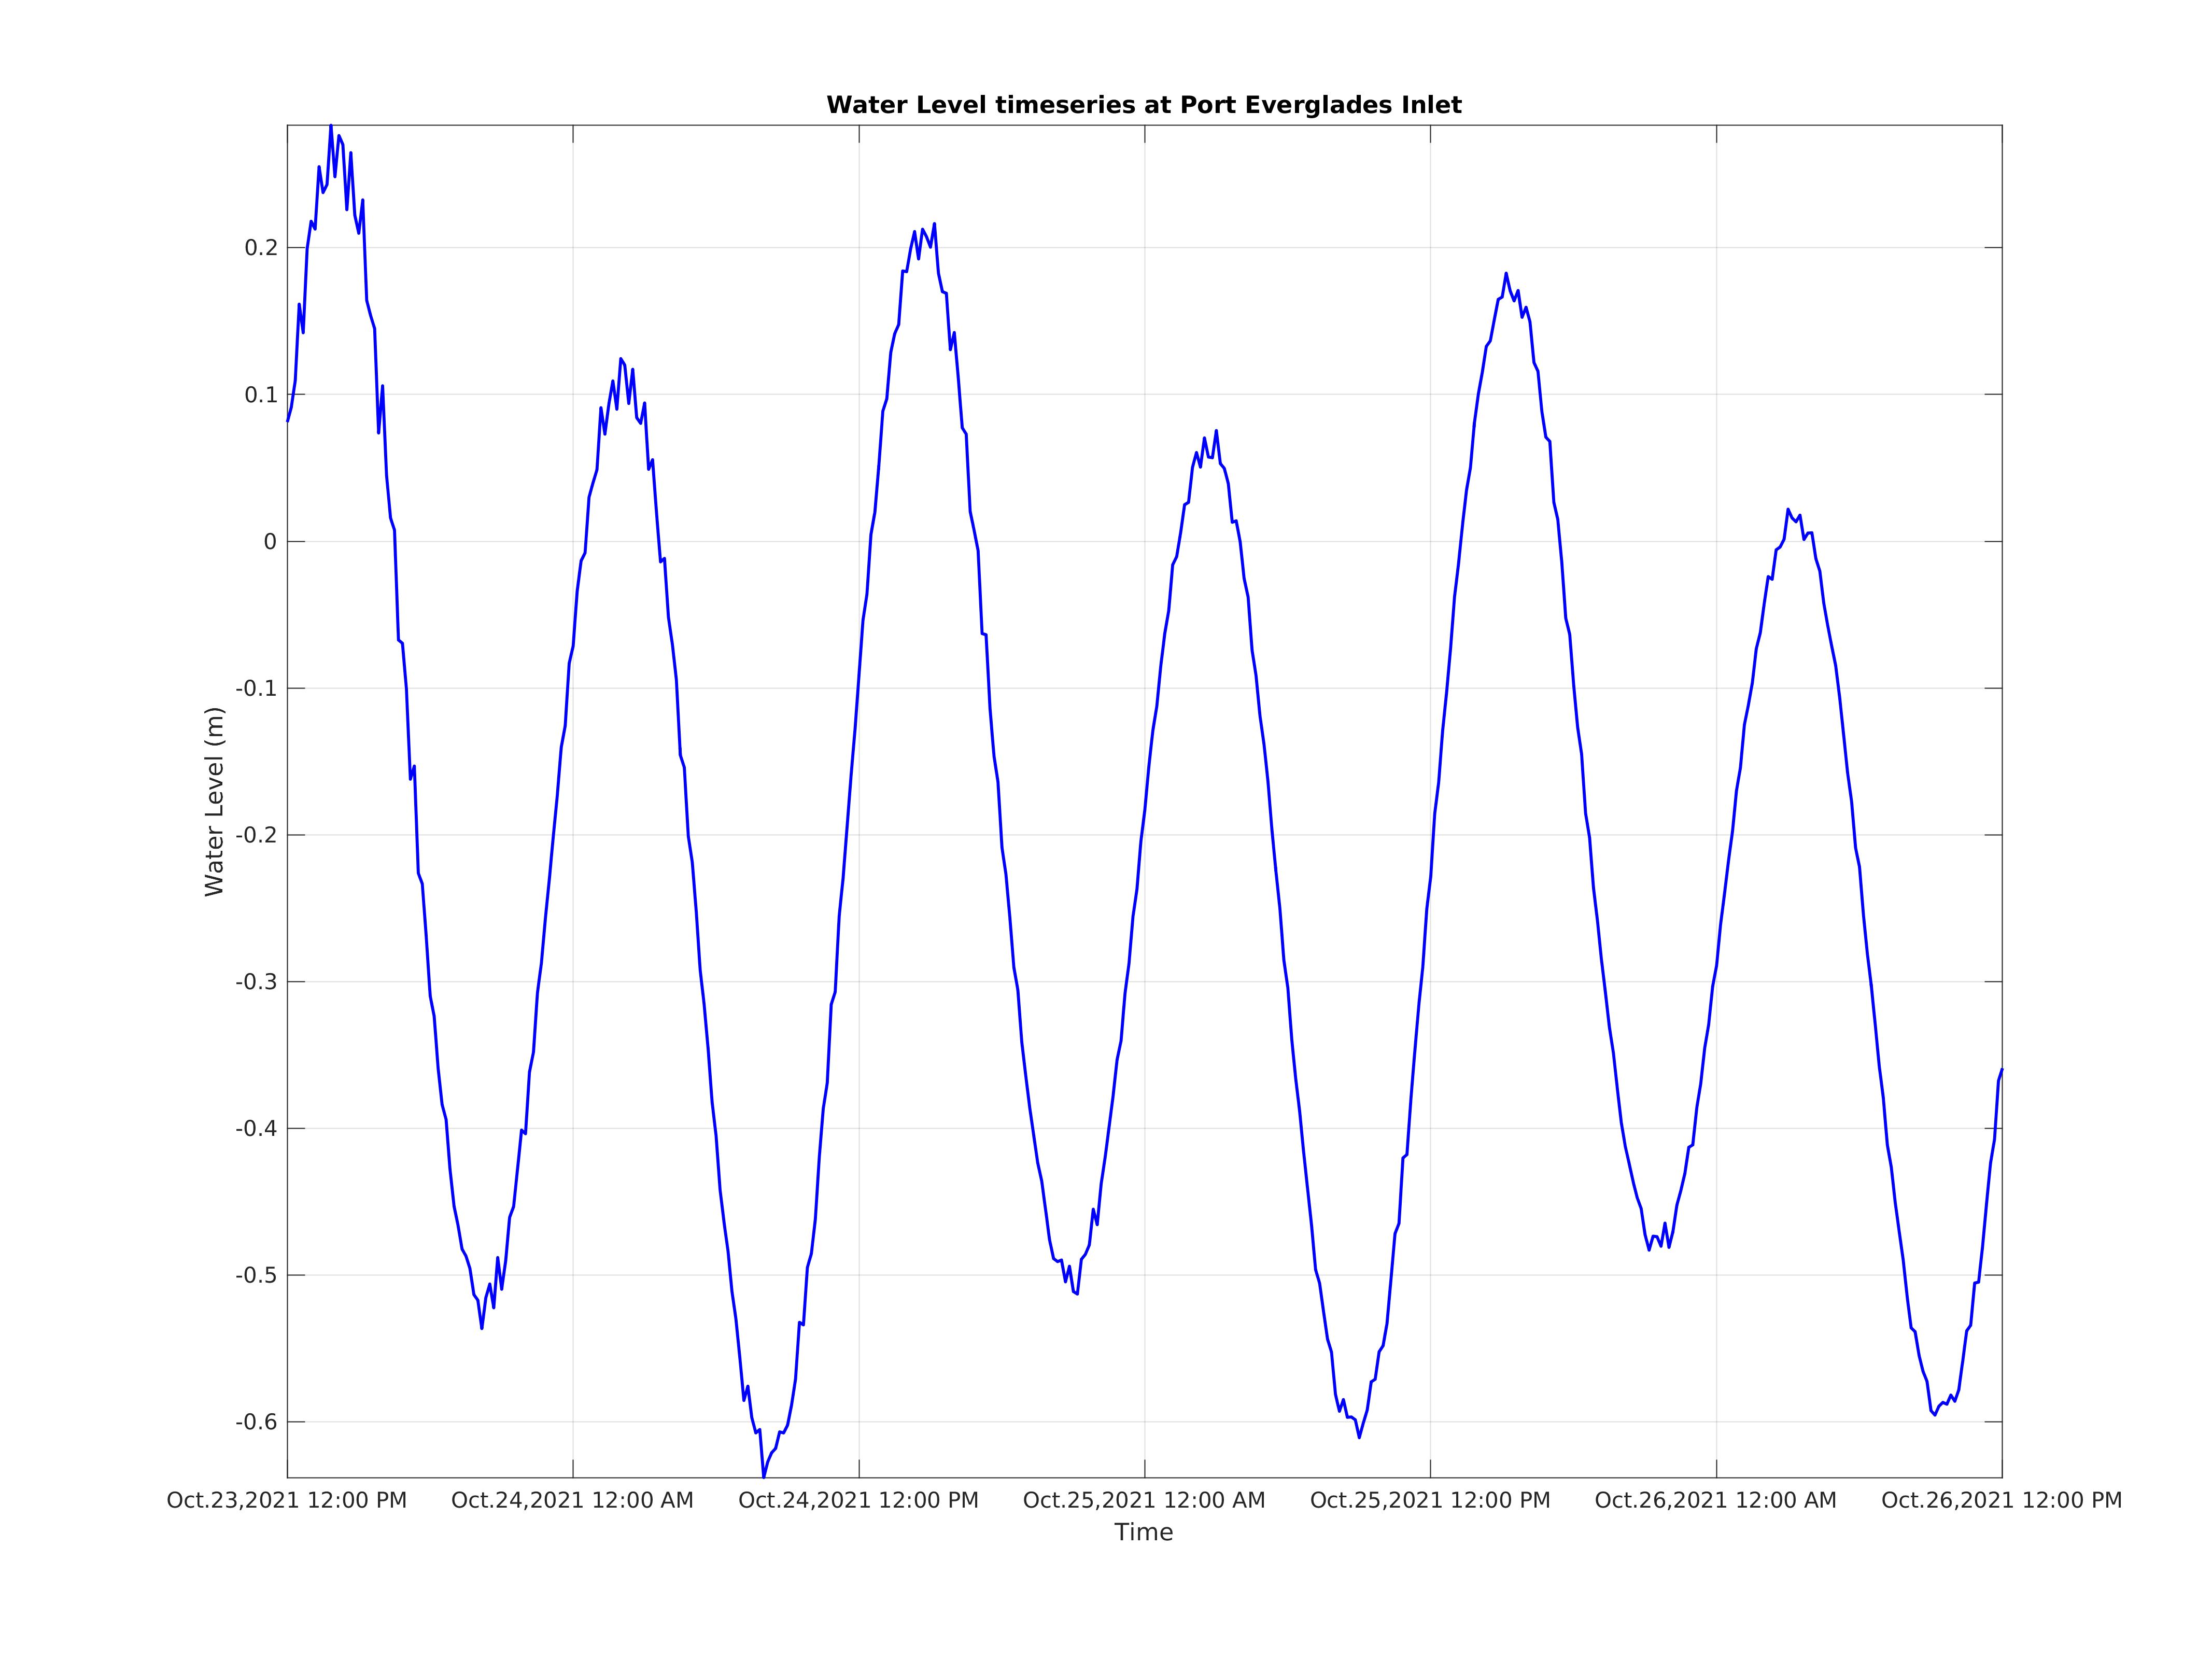 Water Level timeseries at Port Everglades Inlet
0.2
0.1
0
-0.1
-0.2
-0.3
-0.4
-0.5
-0.6
Water Level (m)
Oct.23,2021 12:00 PM
Oct.24,2021 12:00 AM
Oct.24,2021 12:00 PM
Oct.25,2021 12:00 AM
Oct.25,2021 12:00 PM
Oct.26,2021 12:00 AM
Oct.26,2021 12:00 PM
Time